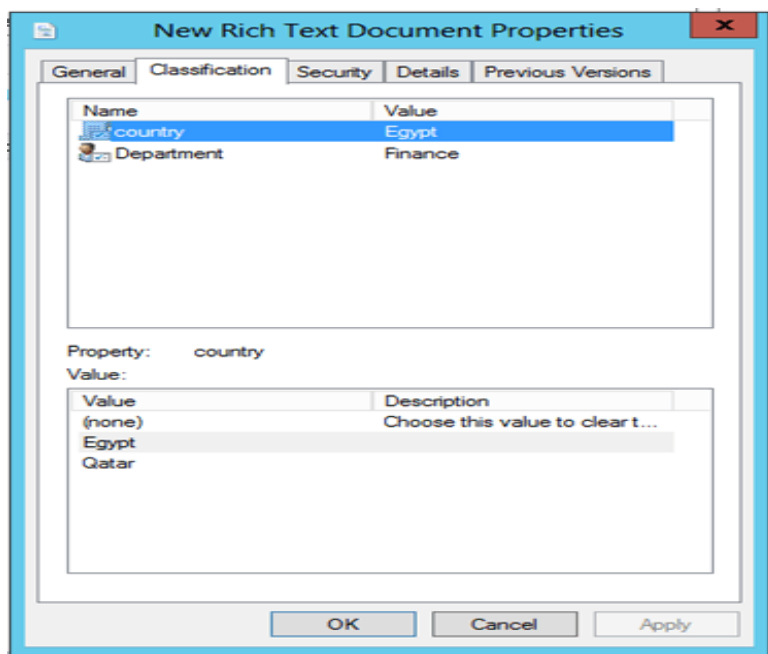 New Rich Text Document Properties
x
General Classification Security Details Previous Versions
Name Value
country Egypt
Department Finance
Property: country
Value:
Value Description
(none) Choose this value to clear t...
Egypt
Qatar
OK Cancel Apply